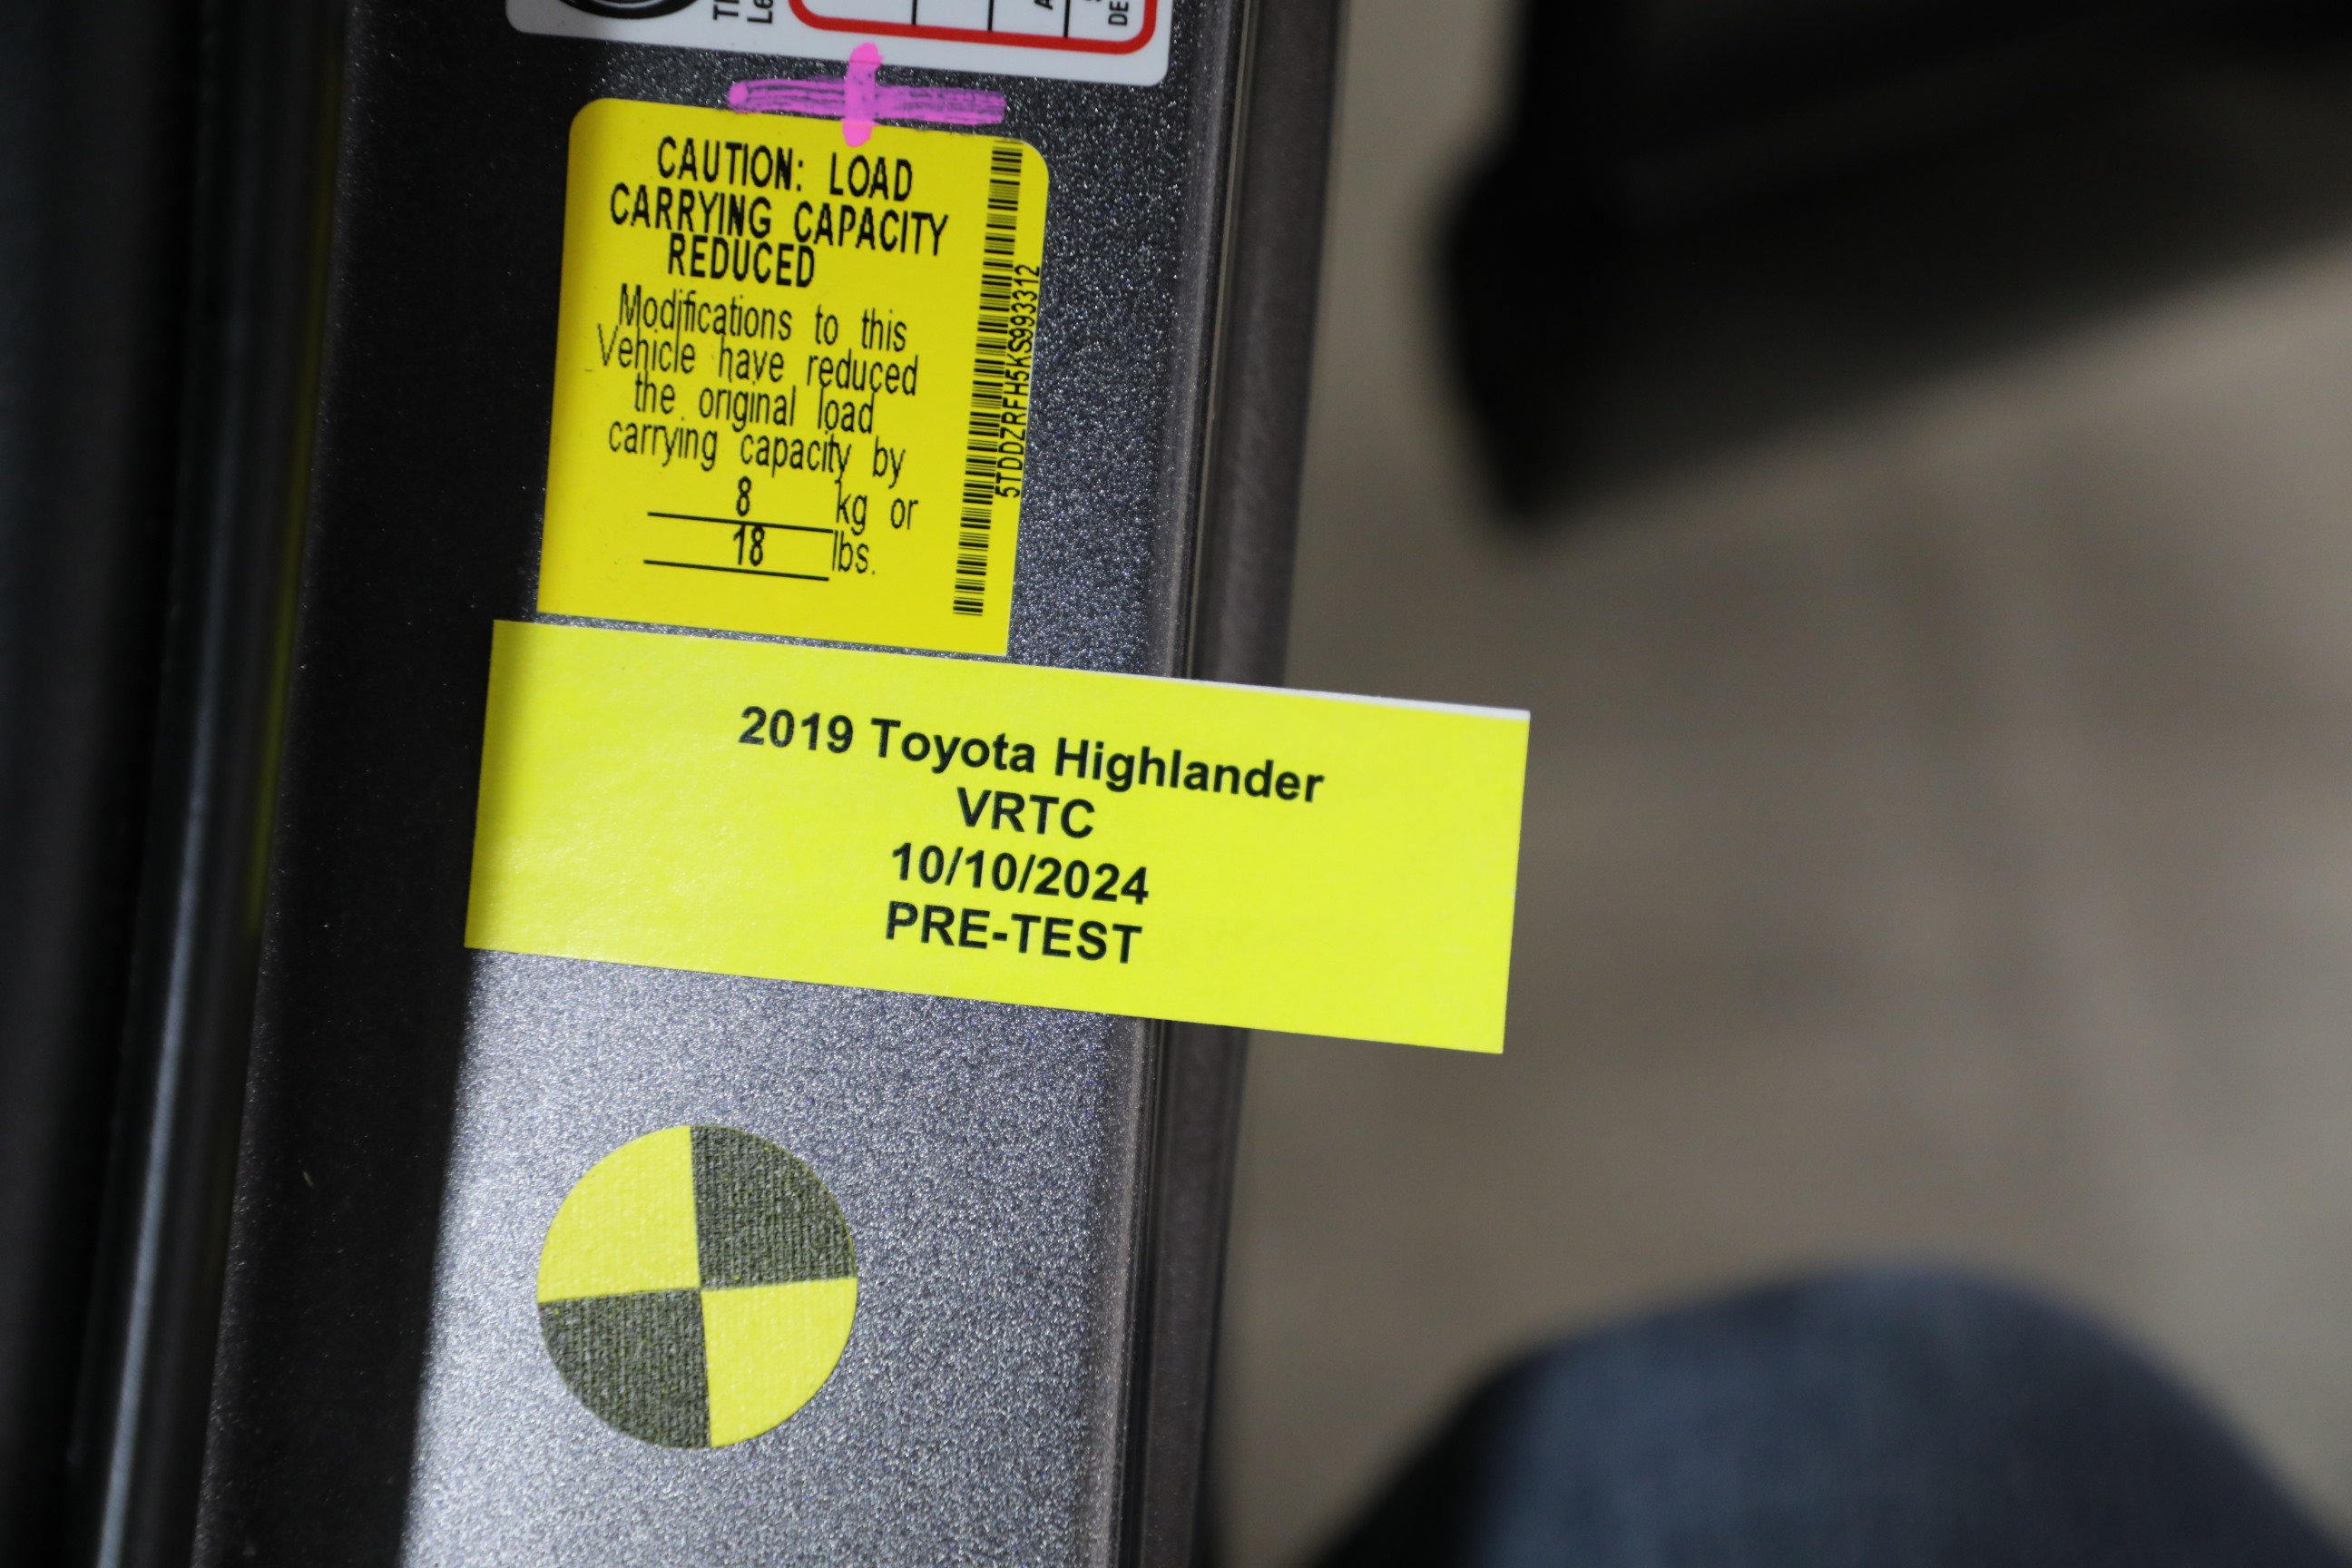 CAUTION: LOAD
CARRYING CAPACITY
REDUCED
Modifications to this
Vehicle have reduced
the original load
carrying capacity by
8 kg or
18 lbs.
5TDDZRFH5KS993312
2019 Toyota Highlander
VRTC
10/10/2024
PRE-TEST